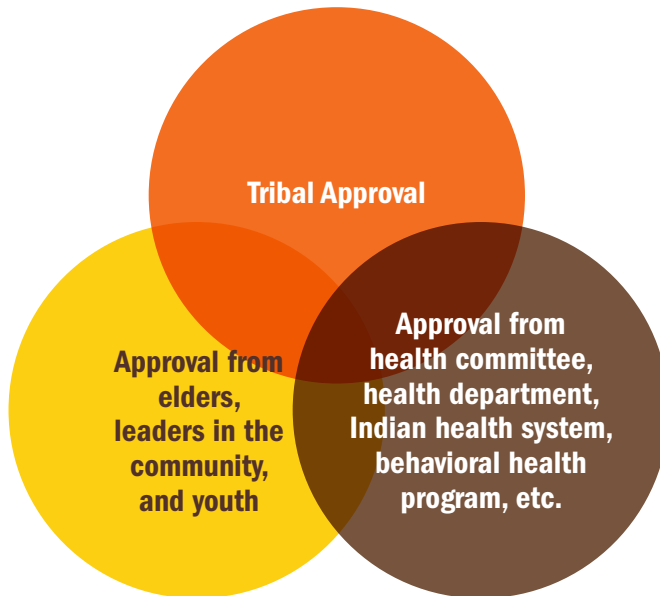 Tribal Approval
Approval from
elders,
leaders in the
community,
and youth
Approval from
health committee,
health department,
Indian health system,
behavioral health
program, etc.